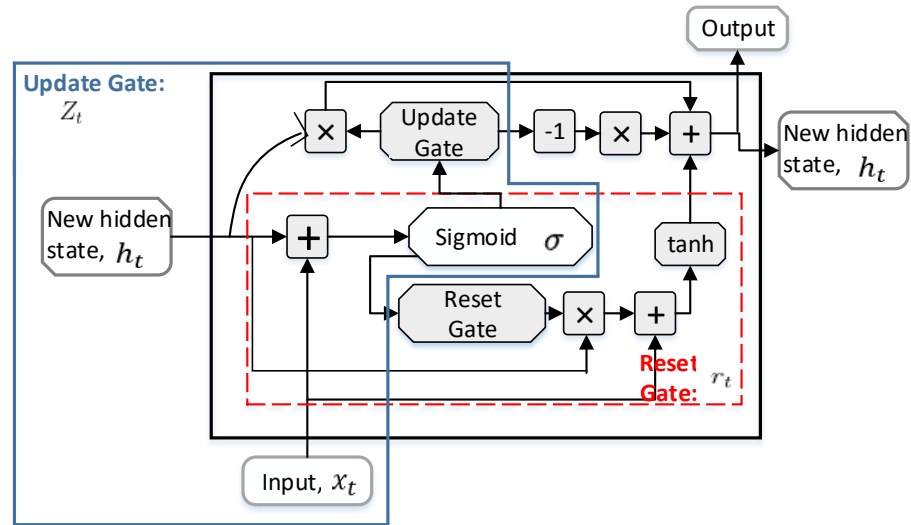 Output
Update Gate:
Z_t
×
Update
Gate
-1
×
+
New hidden
state, h_t
New hidden
state, h_t
+
Sigmoid σ
tanh
Reset
Gate
×
+
Reset
Gate: r_t
Input, x_t